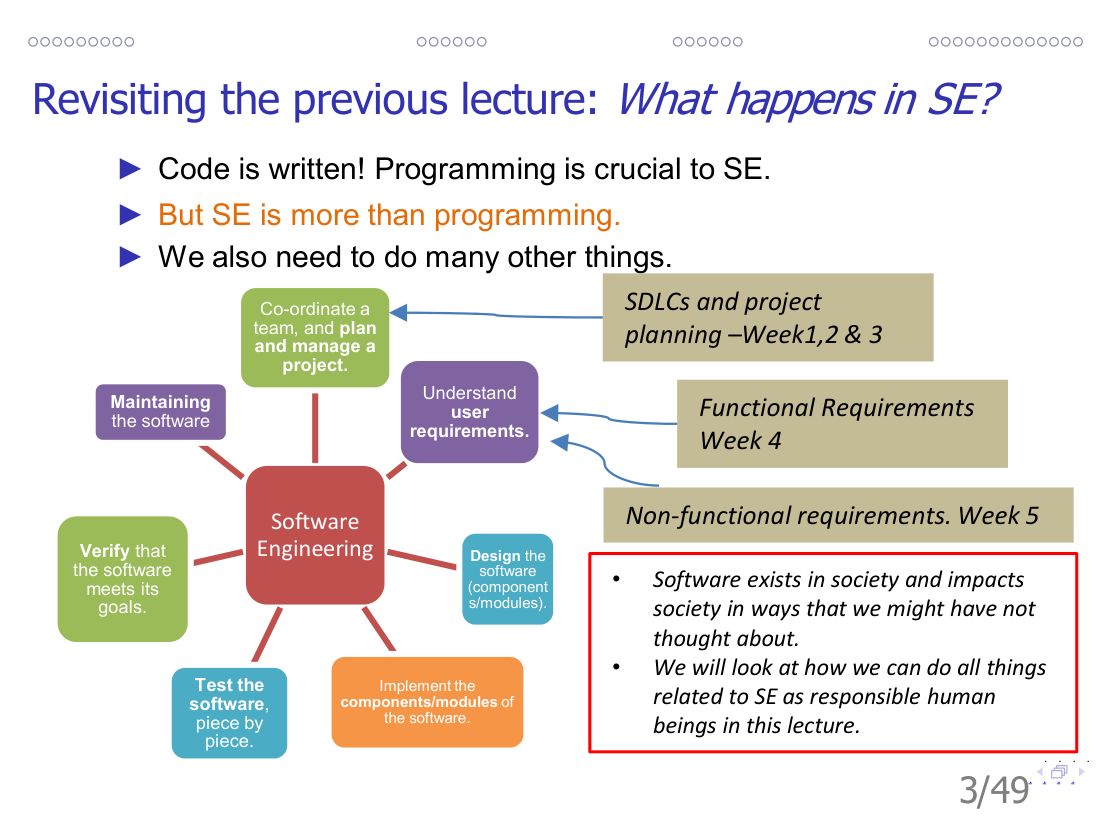 Revisiting the previous lecture: What happens in SE?
► Code is written! Programming is crucial to SE.
► But SE is more than programming.
► We also need to do many other things.
Co-ordinate a
team, and plan
and manage a
project.
SDLCs and project
planning –Week1,2 & 3
Understand
user
requirements.
Functional Requirements
Week 4
Non-functional requirements. Week 5
Maintaining
the software
Software
Engineering
Verify that
the software
meets its
goals.
Design the
software
(component
s/modules).
Test the
software,
piece by
piece.
Implement the
components/modules of
the software.
• Software exists in society and impacts
society in ways that we might have not
thought about.
• We will look at how we can do all things
related to SE as responsible human
beings in this lecture.
3/49